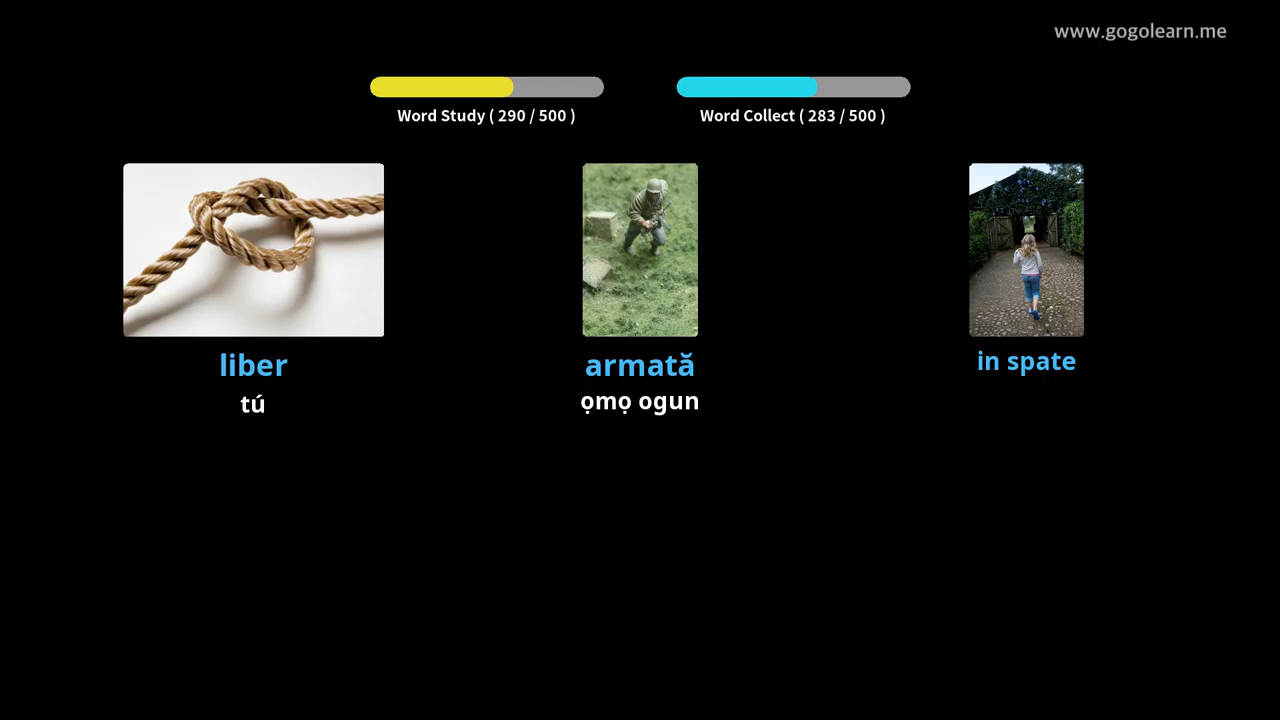 www.gogolearn.me
Word Study ( 290 / 500 )
Word Collect ( 283 / 500 )
liber
tú
armată
ọmọ ogun
in spate